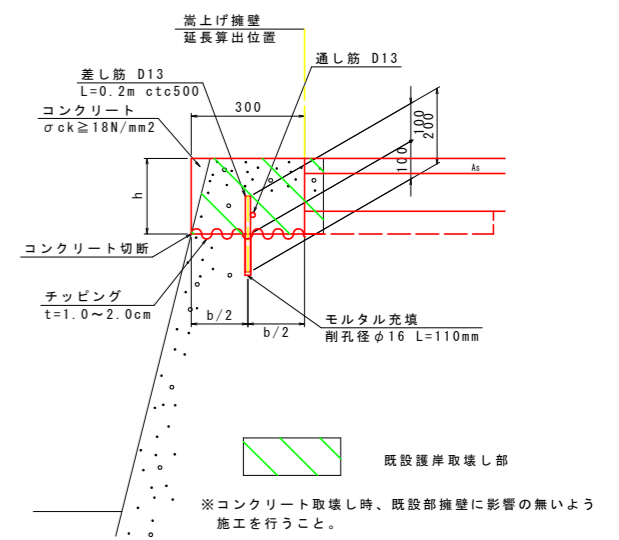 嵩上げ擁壁
延長算出位置
通し筋 D13
差し筋 D13
L=0.2m ctc500
300
コンクリート
σck≧18N/mm2
100
200
100
As
h
コンクリート切断
チッピング
t=1.0～2.0cm
b/2
b/2
モルタル充填
削孔径φ16 L=110mm
既設護岸取壊し部
※コンクリート取壊し時、既設部擁壁に影響の無いよう
施工を行うこと。